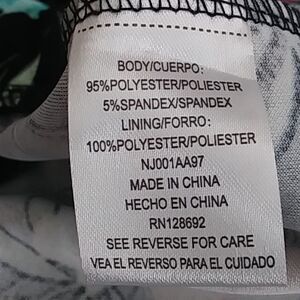 BODY/CUERPO:
95%POLYESTER/POLIESTER
5%SPANDEX/SPANDEX
LINING/FORRO:
100%POLYESTER/POLIESTER
NJ001AA97
MADE IN CHINA
HECHO EN CHINA
RN128692
SEE REVERSE FOR CARE
VEA EL REVERSO PARA EL CUIDADO